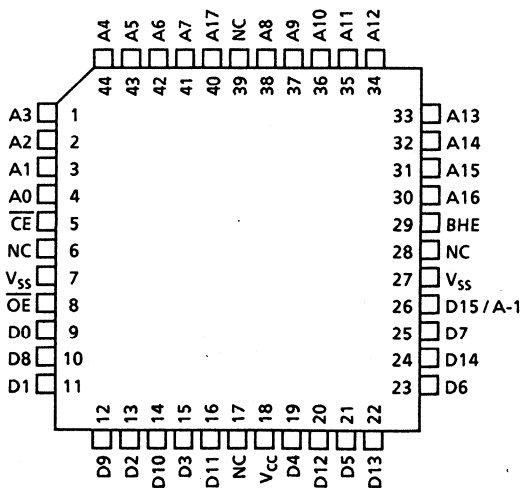 A4 A5 A6 A7 A17 NC A8 A9 A10 A11 A12
44 43 42 41 40 39 38 37 36 35 34
A3 1 33 A13
A2 2 32 A14
A1 3 31 A15
A0 4 30 A16
C̅E̅ 5 29 BHE
NC 6 28 NC
VSS 7 27 VSS
O̅E̅ 8 26 D15 / A-1
D0 9 25 D7
D8 10 24 D14
D1 11 23 D6
12 13 14 15 16 17 18 19 20 21 22
D9 D2 D10 D3 D11 NC VCC D4 D12 D5 D13